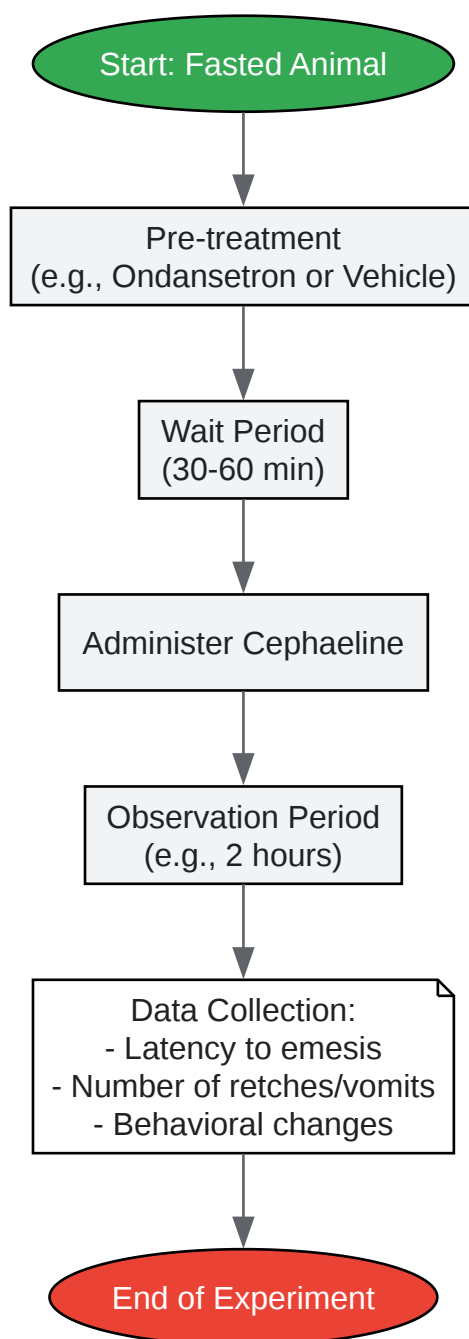 Start: Fasted Animal
Pre-treatment
(e.g., Ondansetron or Vehicle)
Wait Period
(30-60 min)
Administer Cephaeline
Observation Period
(e.g., 2 hours)
Data Collection:
- Latency to emesis
- Number of retches/vomits
- Behavioral changes
End of Experiment